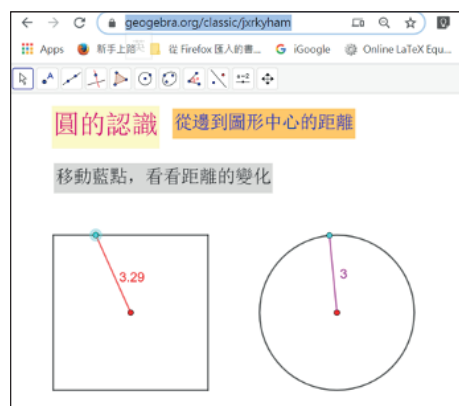 geogebra.org/classic/jxrkyham
Apps 新手上路 從 Firefox 匯入的書... iGoogle Online LaTeX Equ...
圓的認識 從邊到圖形中心的距離
移動藍點，看看距離的變化
3.29
3